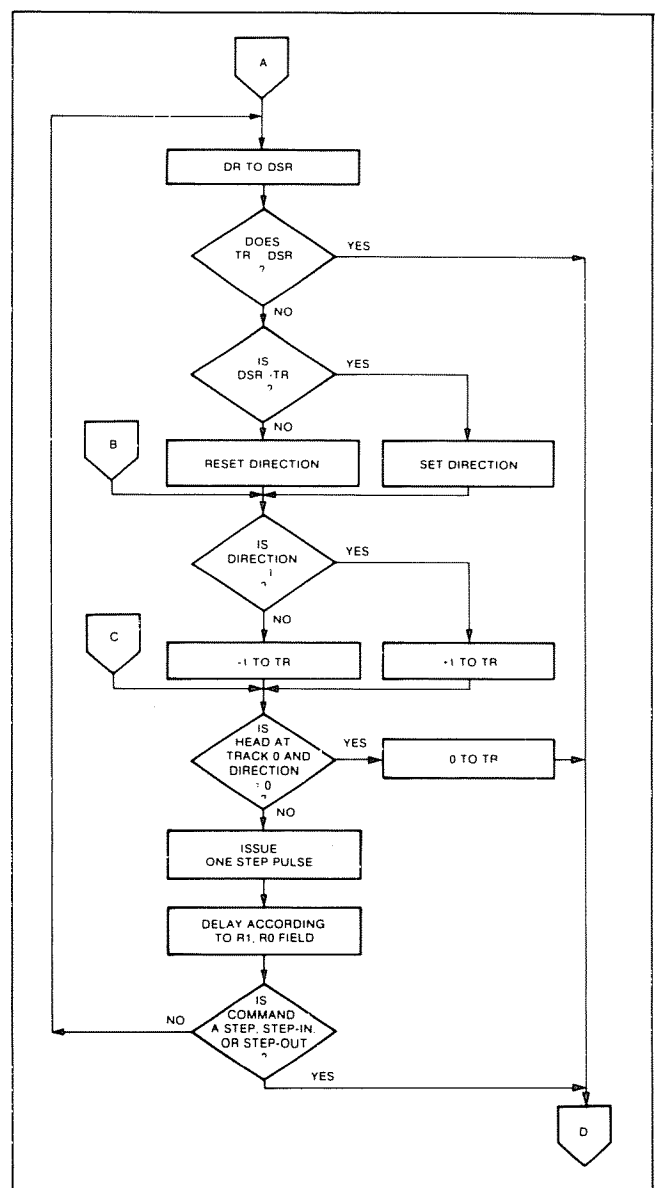 A
DR TO DSR
DOES
TR DSR
?
YES
NO
IS
DSR TR
?
YES
NO
B
RESET DIRECTION
SET DIRECTION
IS
DIRECTION
1
?
YES
NO
C
-1 TO TR
+1 TO TR
IS
HEAD AT
TRACK 0 AND
DIRECTION
= 0
?
YES
0 TO TR
NO
ISSUE
ONE STEP PULSE
DELAY ACCORDING
TO R1, R0 FIELD
IS
COMMAND
A STEP, STEP-IN,
OR STEP-OUT
?
NO
YES
D